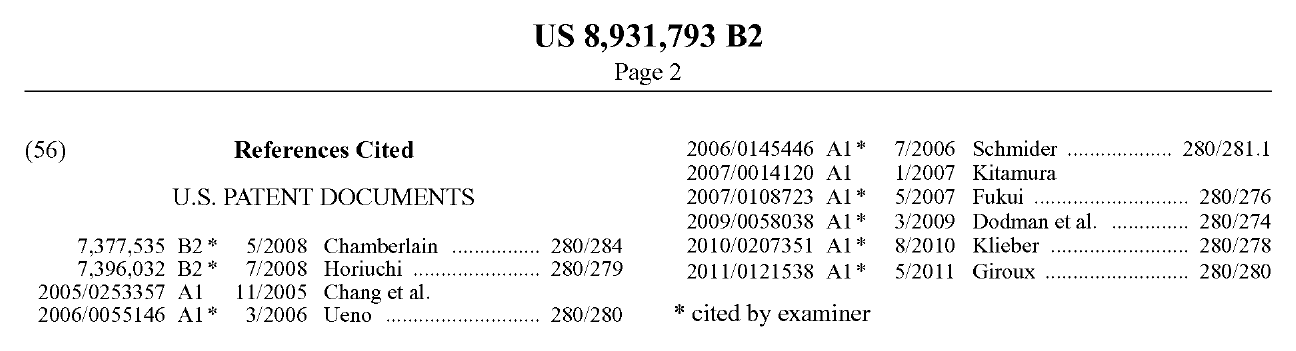 US 8,931,793 B2
Page 2
(56) References Cited
U.S. PATENT DOCUMENTS
7,377,535 B2 * 5/2008 Chamberlain ................ 280/284
7,396,032 B2 * 7/2008 Horiuchi ...................... 280/279
2005/0253357 A1 11/2005 Chang et al.
2006/0055146 A1 * 3/2006 Ueno ............................ 280/280
2006/0145446 A1 * 7/2006 Schmider ................... 280/281.1
2007/0014120 A1 1/2007 Kitamura
2007/0108723 A1 * 5/2007 Fukui ............................ 280/276
2009/0058038 A1 * 3/2009 Dodman et al. .............. 280/274
2010/0207351 A1 * 8/2010 Klieber ......................... 280/278
2011/0121538 A1 * 5/2011 Giroux .......................... 280/280
* cited by examiner